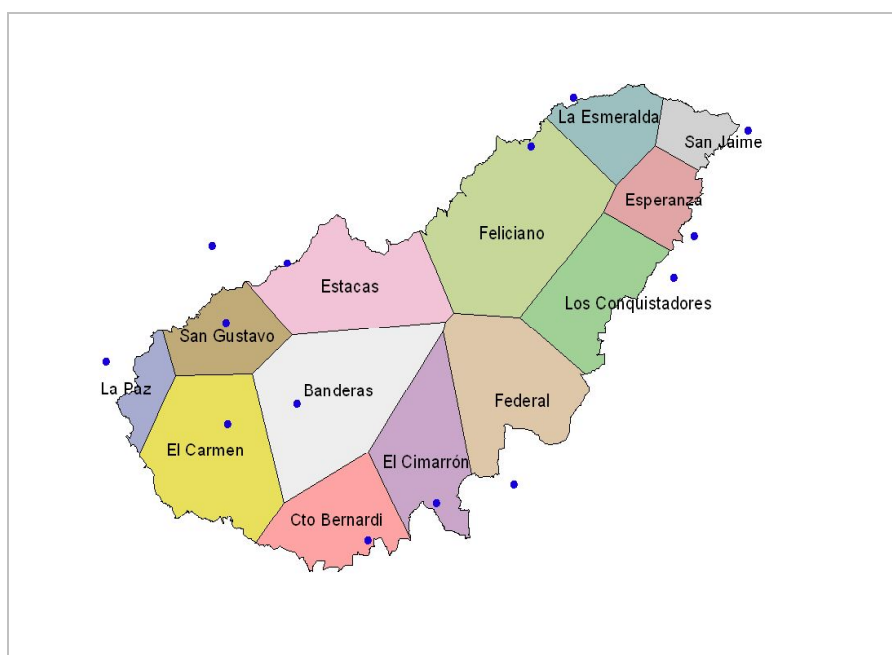 La Esmeralda
San Jaime
Esperanza
Feliciano
Estacas
Los Conquistadores
San Gustavo
La Paz
Banderas
Federal
El Carmen
El Cimarrón
Cto Bernardi